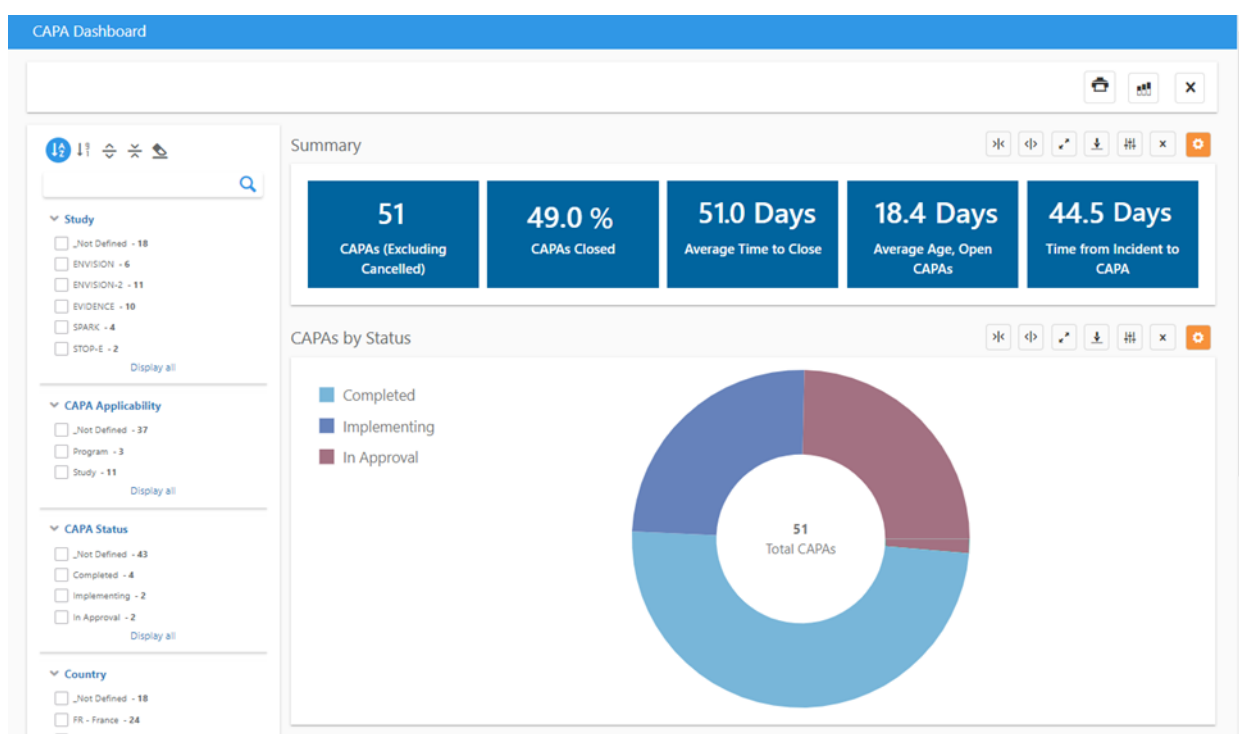 CAPA Dashboard
Summary
51
CAPAs (Excluding
Cancelled)
49.0 %
CAPAs Closed
51.0 Days
Average Time to Close
18.4 Days
Average Age, Open
CAPAs
44.5 Days
Time from Incident to
CAPA
Study
_Not Defined - 18
ENVISION - 6
ENVISION-2 - 11
EVIDENCE - 10
SPARK - 4
STOP-E - 2
Display all
CAPA Applicability
_Not Defined - 37
Program - 3
Study - 11
Display all
CAPA Status
_Not Defined - 43
Completed - 4
Implementing - 2
In Approval - 2
Display all
Country
_Not Defined - 18
FR - France - 24
CAPAs by Status
Completed
Implementing
In Approval
51
Total CAPAs